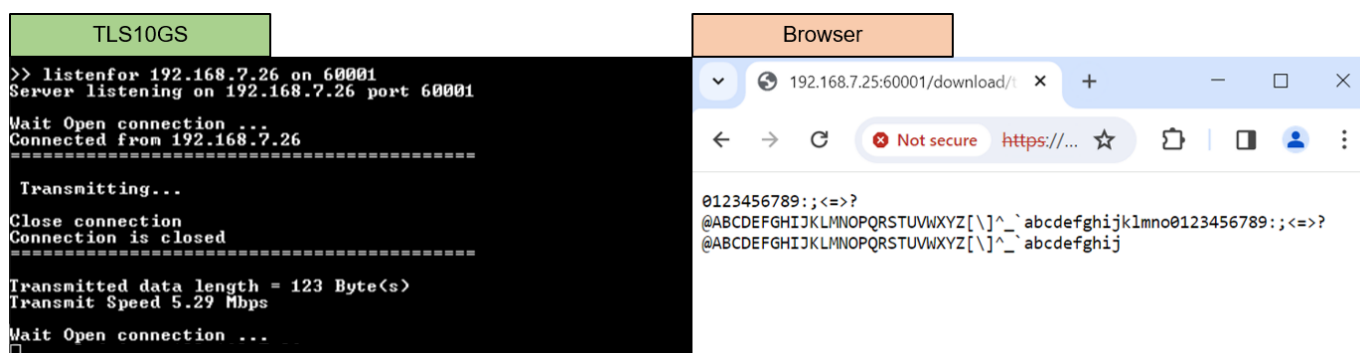 TLS10GS
>> listenfor 192.168.7.26 on 60001
Server listening on 192.168.7.26 port 60001
Wait Open connection ...
Connected from 192.168.7.26
============================================
Transmitting...
Close connection
Connection is closed
============================================
Transmitted data length = 123 Byte(s)
Transmit Speed 5.29 Mbps
Wait Open connection ...
Browser
192.168.7.25:60001/download/t
Not secure https://...
0123456789:;<=>?
@ABCDEFGHIJKLMNOPQRSTUVWXYZ[\]^_`abcdefghijklmno0123456789:;<=>?
@ABCDEFGHIJKLMNOPQRSTUVWXYZ[\]^_`abcdefghij